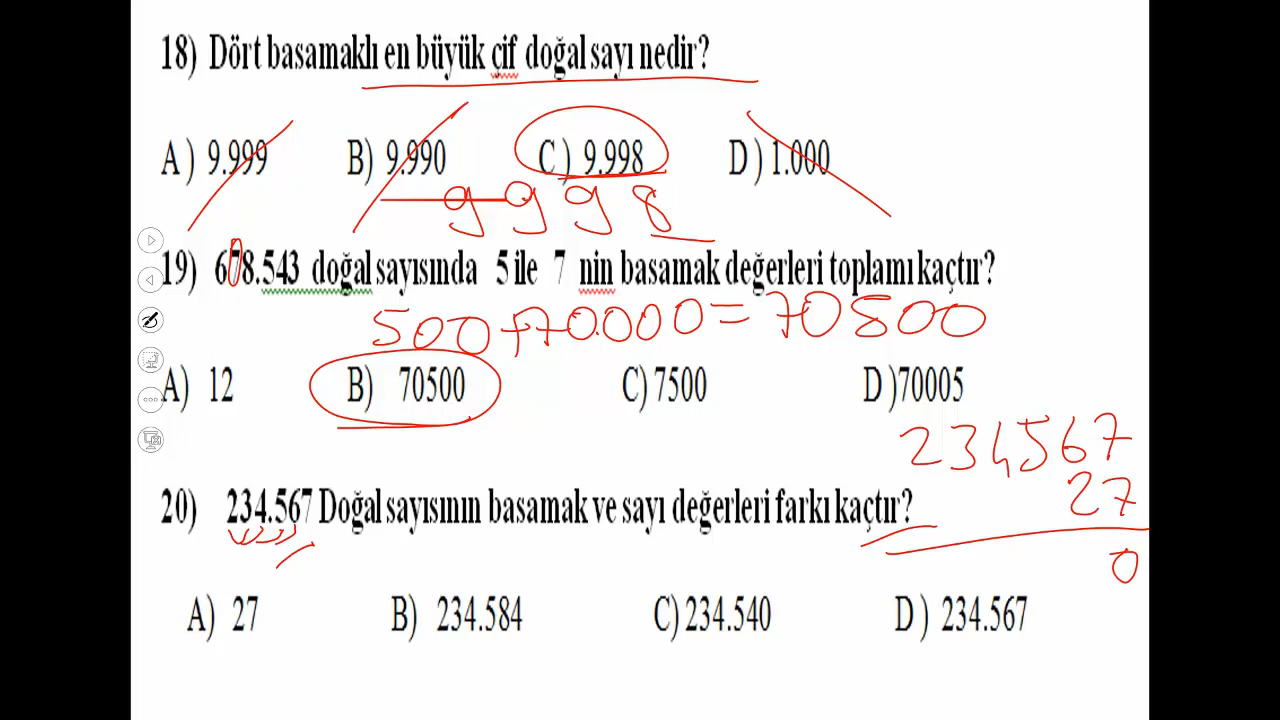 18) Dört basamaklı en büyük çif doğal sayı nedir?
A) 9.999 B) 9.990 C) 9.998 D) 1.000
9998
19) 678.543 doğal sayısında 5 ile 7 nin basamak değerleri toplamı kaçtır?
500+70.000=70500
A) 12 B) 70500 C) 7500 D)70005
234567
27
20) 234.567 Doğal sayısının basamak ve sayı değerleri farkı kaçtır?
0
A) 27 B) 234.584 C) 234.540 D) 234.567